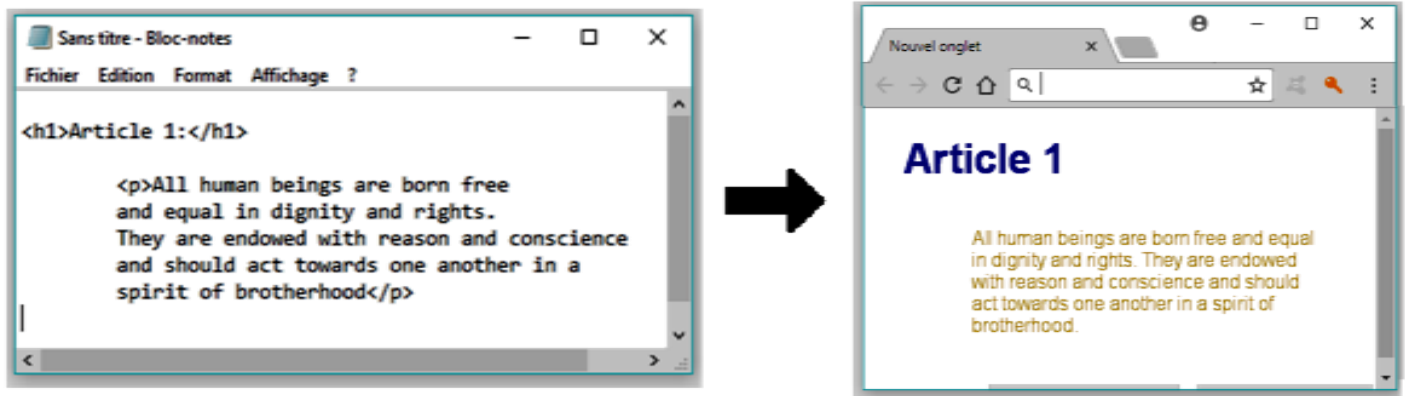 Sans titre - Bloc-notes
Fichier Edition Format Affichage ?
<h1>Article 1:</h1>
<p>All human beings are born free
and equal in dignity and rights.
They are endowed with reason and conscience
and should act towards one another in a
spirit of brotherhood</p>
Nouvel onglet
Article 1
All human beings are born free and equal
in dignity and rights. They are endowed
with reason and conscience and should
act towards one another in a spirit of
brotherhood.